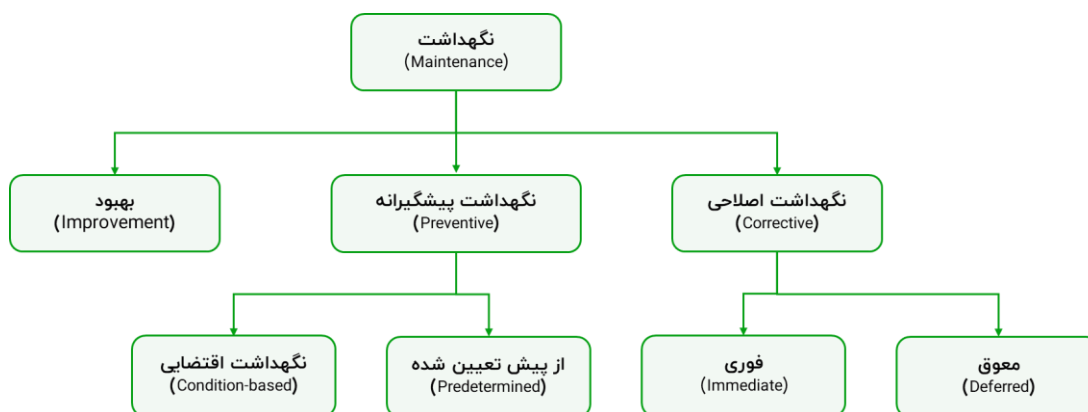 نگهداشت
(Maintenance)
بهبود
(Improvement)
نگهداشت پیشگیرانه
(Preventive)
نگهداشت اصلاحی
(Corrective)
نگهداشت اقتضایی
(Condition-based)
از پیش تعیین شده
(Predetermined)
فوری
(Immediate)
معوق
(Deferred)